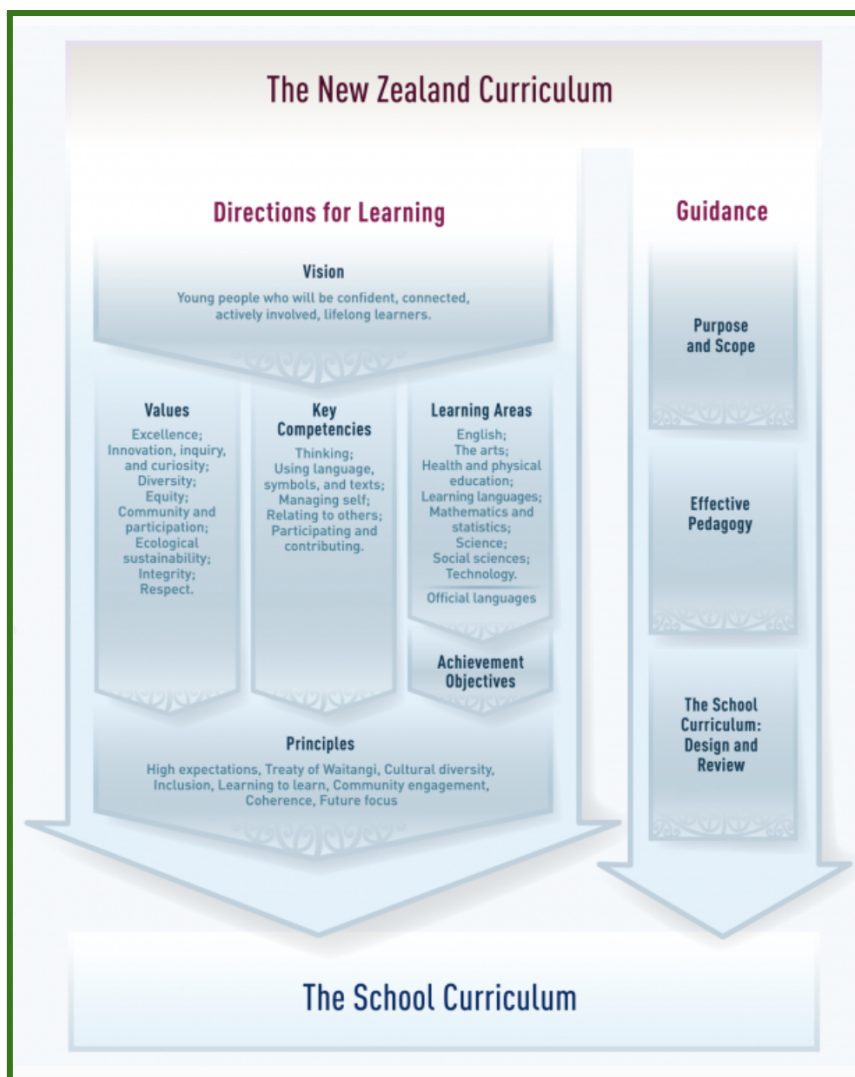 The New Zealand Curriculum
Directions for Learning
Vision
Young people who will be confident, connected,
actively involved, lifelong learners.
Values
Excellence;
Innovation, inquiry,
and curiosity;
Diversity;
Equity;
Community and
participation;
Ecological
sustainability;
Integrity;
Respect.
Key
Competencies
Thinking;
Using language,
symbols, and texts;
Managing self;
Relating to others;
Participating and
contributing.
Learning Areas
English;
The arts;
Health and physical
education;
Learning languages;
Mathematics and
statistics;
Science;
Social sciences;
Technology.
Official languages
Achievement
Objectives
Principles
High expectations, Treaty of Waitangi, Cultural diversity,
Inclusion, Learning to learn, Community engagement,
Coherence, Future focus
Guidance
Purpose
and Scope
Effective
Pedagogy
The School
Curriculum:
Design and
Review
The School Curriculum